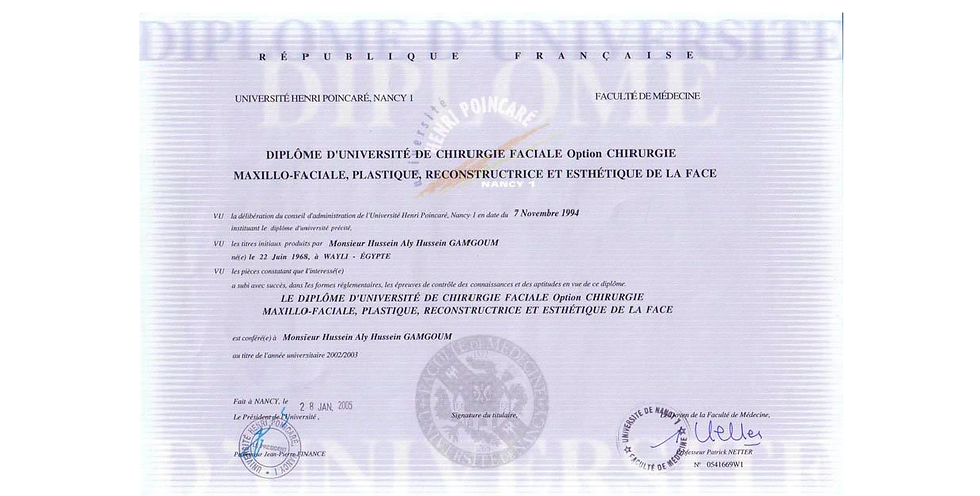 DIPLÔME D'UNIVERSITÉ
RÉPUBLIQUE FRANÇAISE
DIPLÔME
UNIVERSITÉ HENRI POINCARÉ, NANCY 1
FACULTÉ DE MÉDECINE
université
HENRI POINCARÉ
NANCY 1
DIPLÔME D'UNIVERSITÉ DE CHIRURGIE FACIALE Option CHIRURGIE
MAXILLO-FACIALE, PLASTIQUE, RECONSTRUCTRICE ET ESTHÉTIQUE DE LA FACE
VU la délibération du conseil d'administration de l'Université Henri Poincaré, Nancy 1 en date du 7 Novembre 1994
instituant le diplôme d'université précité,
VU les titres initiaux produits par Monsieur Hussein Aly Hussein GAMGOUM
né(e) le 22 Juin 1968, à WAYLI - ÉGYPTE
VU les pièces constatant que l'interessé(e)
a subi avec succès, dans les formes réglementaires, les épreuves de contrôle des connaissances et des aptitudes en vue de ce diplôme.
LE DIPLÔME D'UNIVERSITÉ DE CHIRURGIE FACIALE Option CHIRURGIE
MAXILLO-FACIALE, PLASTIQUE, RECONSTRUCTRICE ET ESTHÉTIQUE DE LA FACE
est conféré(e) à Monsieur Hussein Aly Hussein GAMGOUM
au titre de l'année universitaire 2002/2003
Fait à NANCY, le 28 JAN. 2005
Le Président de l'Université,
Signature du titulaire,
Le Doyen de la Faculté de Médecine,
UNIVERSITÉ HENRI POINCARÉ NANCY 1
PRESIDENT
Professeur Jean-Pierre FINANCE
UNIVERSITE DE NANCY 1
FACULTÉ DE MÉDECINE
Professeur Patrick NETTER
N° 0541669W1